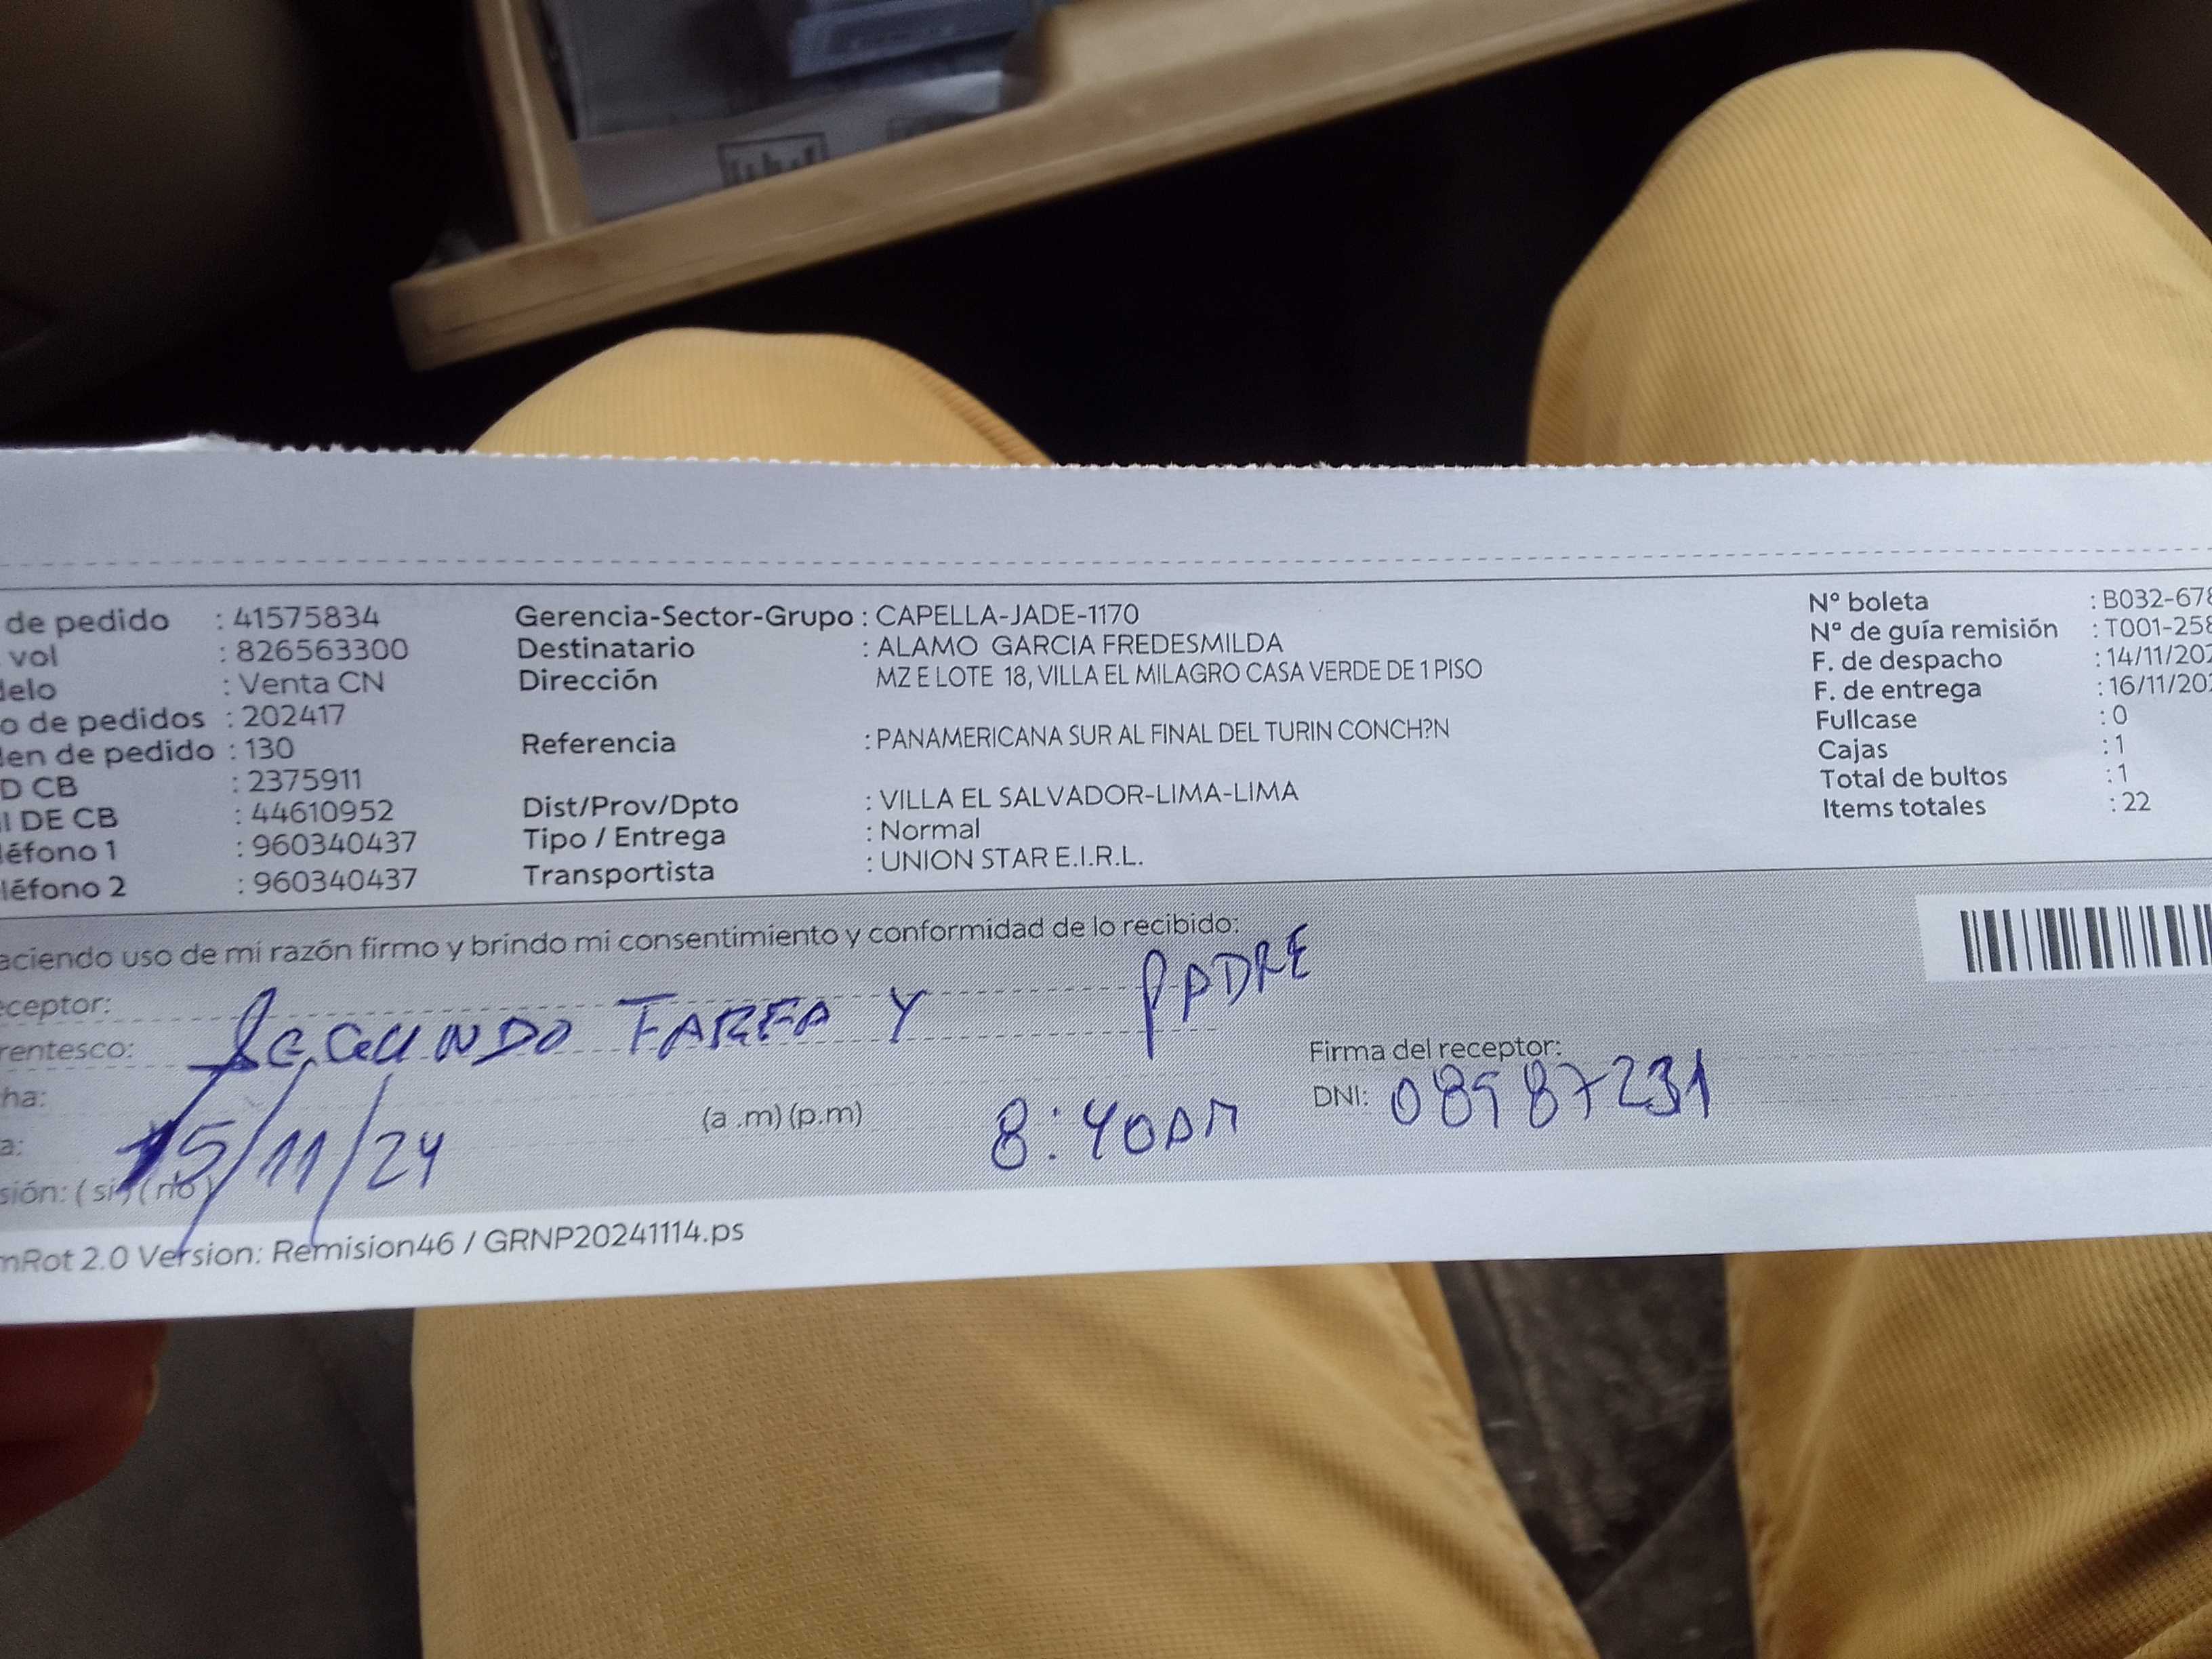 de pedido : 41575834
vol : 826563300
delo : Venta CN
o de pedidos : 202417
den de pedido : 130
D CB : 2375911
I DE CB : 44610952
léfono 1 : 960340437
léfono 2 : 960340437
Gerencia-Sector-Grupo : CAPELLA-JADE-1170
Destinatario : ALAMO GARCIA FREDESMILDA
Dirección MZ E LOTE 18, VILLA EL MILAGRO CASA VERDE DE 1 PISO
Referencia : PANAMERICANA SUR AL FINAL DEL TURIN CONCH?N
Dist/Prov/Dpto : VILLA EL SALVADOR-LIMA-LIMA
Tipo / Entrega : Normal
Transportista : UNION STAR E.I.R.L.
N° boleta : B032-678
N° de guía remisión : T001-258
F. de despacho : 14/11/202
F. de entrega : 16/11/202
Fullcase : 0
Cajas : 1
Total de bultos : 1
Items totales : 22
aciendo uso de mi razón firmo y brindo mi consentimiento y conformidad de lo recibido:
eceptor:
SEGUNDO PADRE
rentesco:
Firma del receptor:
ha: 15/11/24
(a .m) (p.m) 8:40 AM
DNI: 08987231
a:
sión: ( si) ( no )
mRot 2.0 Version: Remision46 / GRNP20241114.ps